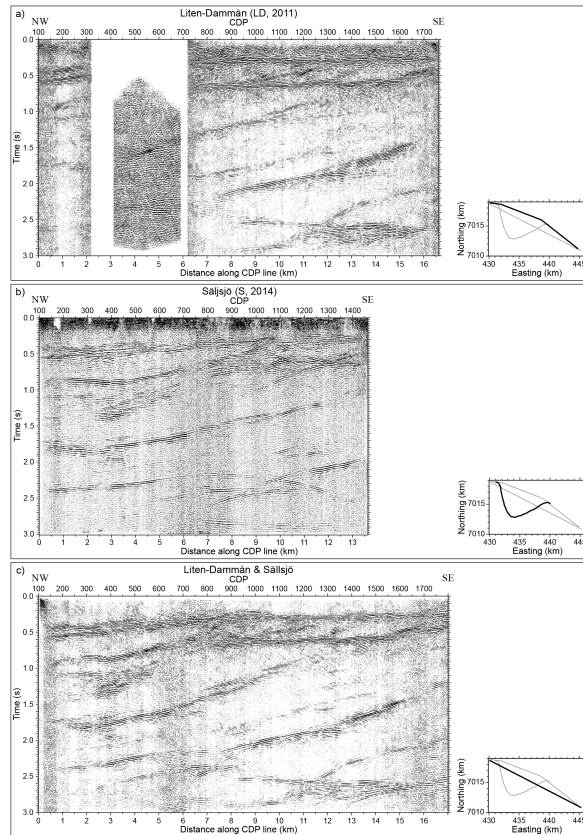 a) Liten-Dammån (LD, 2011)
NW CDP SE
100 200 300 400 500 600 700 800 900 1000 1100 1200 1300 1400 1500 1600 1700
0.0
0.5
1.0
1.5
2.0
2.5
3.0
Time (s)
0 1 2 3 4 5 6 7 8 9 10 11 12 13 14 15 16
Distance along CDP line (km)
Northing (km)
7015
7010
430 435 440 445
Easting (km)
b) Säljsjö (S, 2014)
NW CDP SE
100 200 300 400 500 600 700 800 900 1000 1100 1200 1300 1400
0.0
0.5
1.0
1.5
2.0
2.5
3.0
Time (s)
0 1 2 3 4 5 6 7 8 9 10 11 12 13
Distance along CDP line (km)
Northing (km)
7015
7010
430 435 440 445
Easting (km)
c) Liten-Dammån & Sällsjö
NW CDP SE
100 200 300 400 500 600 700 800 900 1000 1100 1200 1300 1400 1500 1600 1700
0.0
0.5
1.0
1.5
2.0
2.5
3.0
Time (s)
0 1 2 3 4 5 6 7 8 9 10 11 12 13 14 15 16
Distance along CDP line (km)
Northing (km)
7015
7010
430 435 440 445
Easting (km)